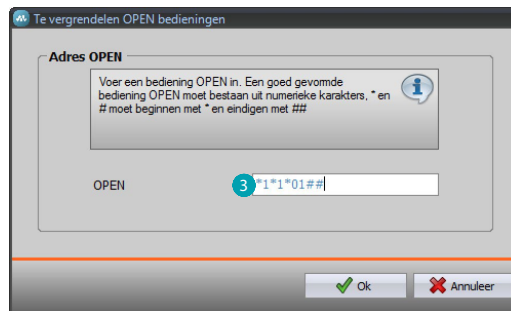 Te vergrendelen OPEN bedieningen
Adres OPEN
Voer een bediening OPEN in. Een goed gevormde
bediening OPEN moet bestaan uit numerieke karakters, * en
# moet beginnen met * en eindigen met ##
OPEN 3 *1*1*01##
Ok Annuleer